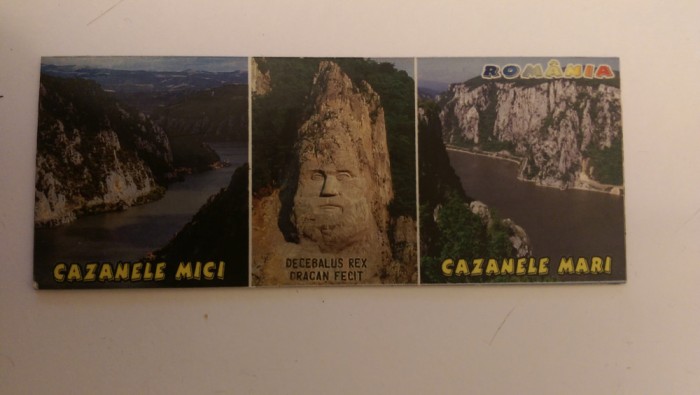 ROMÂNIA
CAZANELE MICI
DECEBALUS REX
DRAGAN FECIT
CAZANELE MARI